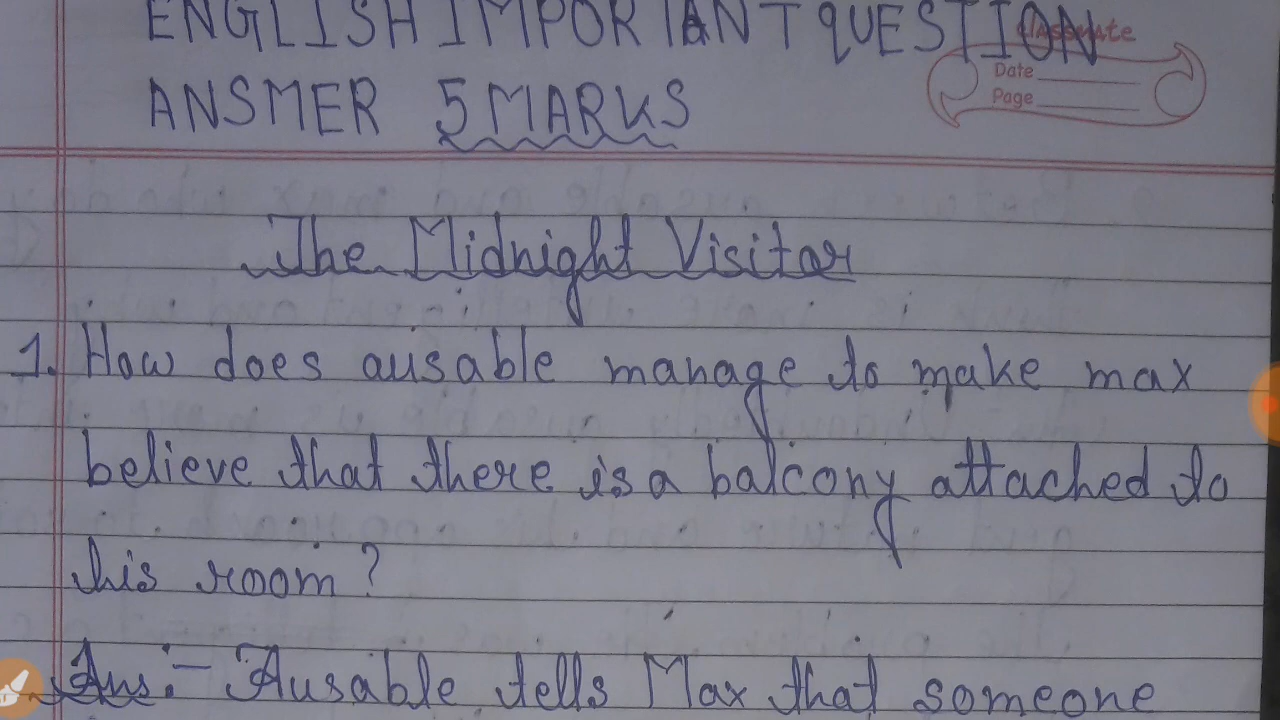 ENGLISH IMPORTANT QUESTION
ANSMER 5 MARKS
classmate
Date
Page
The Midnight Visitor
1. How does ausable manage to make max
believe that there is a balcony attached to
his room?
Ans:- Ausable tells Max that someone